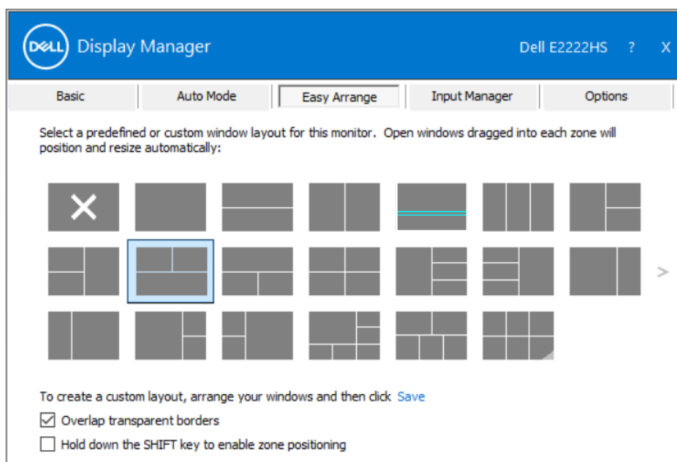 DELL Display Manager Dell E2222HS ? X
Basic Auto Mode Easy Arrange Input Manager Options
Select a predefined or custom window layout for this monitor. Open windows dragged into each zone will
position and resize automatically:
>
To create a custom layout, arrange your windows and then click Save
Overlap transparent borders
Hold down the SHIFT key to enable zone positioning